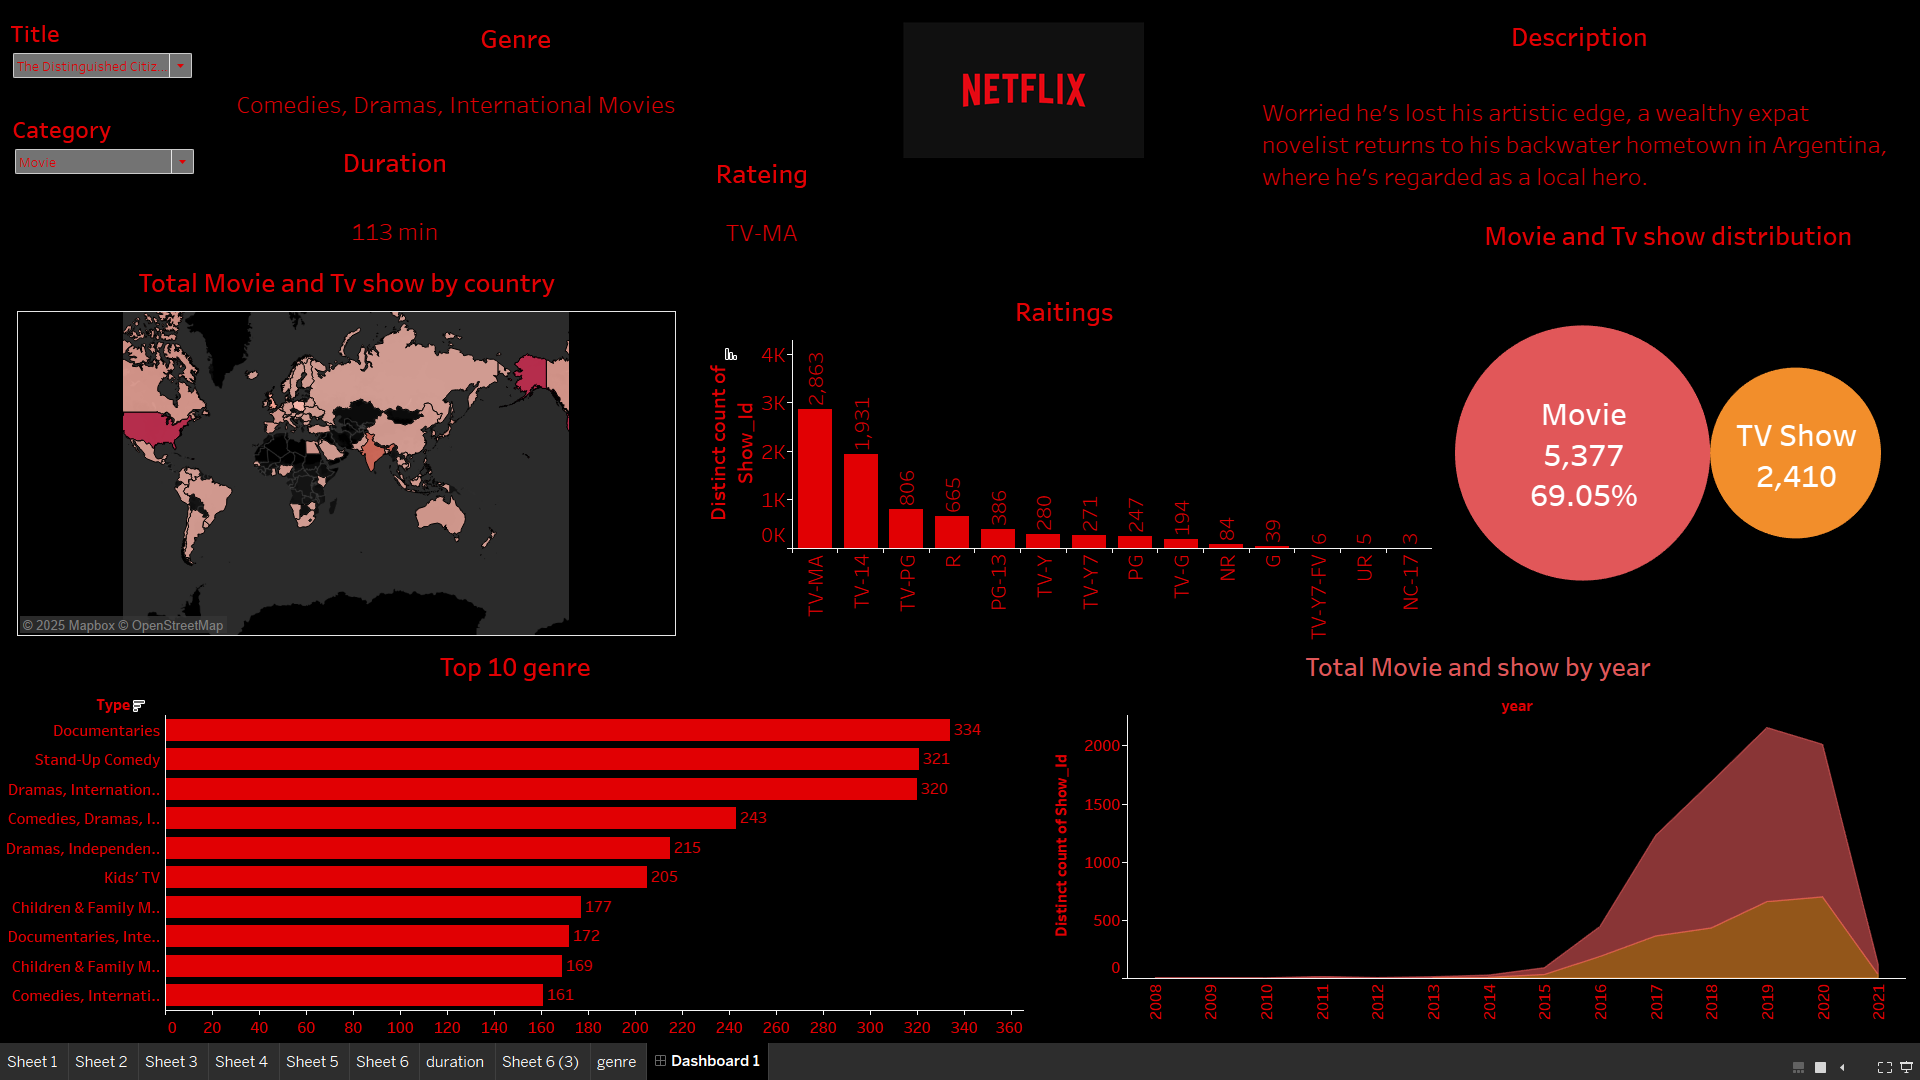 Title
The Distinguished Citiz...
Category
Movie
Genre
Comedies, Dramas, International Movies
Duration
113 min
Rateing
TV-MA
NETFLIX
Description
Worried he's lost his artistic edge, a wealthy expat
novelist returns to his backwater hometown in Argentina,
where he's regarded as a local hero.
Total Movie and Tv show by country
© 2025 Mapbox © OpenStreetMap
Raitings
Distinct count of
Show_Id
4K
3K
2K
1K
0K
2,863
1,931
806
665
386
280
271
247
194
84
39
6
5
3
TV-MA
TV-14
TV-PG
R
PG-13
TV-Y
TV-Y7
PG
TV-G
NR
G
TV-Y7-FV
UR
NC-17
Movie and Tv show distribution
Movie
5,377
69.05%
TV Show
2,410
Top 10 genre
Type
Documentaries 334
Stand-Up Comedy 321
Dramas, Internation.. 320
Comedies, Dramas, I.. 243
Dramas, Independen.. 215
Kids' TV 205
Children & Family M.. 177
Documentaries, Inte.. 172
Children & Family M.. 169
Comedies, Internati.. 161
0 20 40 60 80 100 120 140 160 180 200 220 240 260 280 300 320 340 360
Total Movie and show by year
year
Distinct count of Show_Id
2000
1500
1000
500
0
2008
2009
2010
2011
2012
2013
2014
2015
2016
2017
2018
2019
2020
2021
Sheet 1 Sheet 2 Sheet 3 Sheet 4 Sheet 5 Sheet 6 duration Sheet 6 (3) genre Dashboard 1